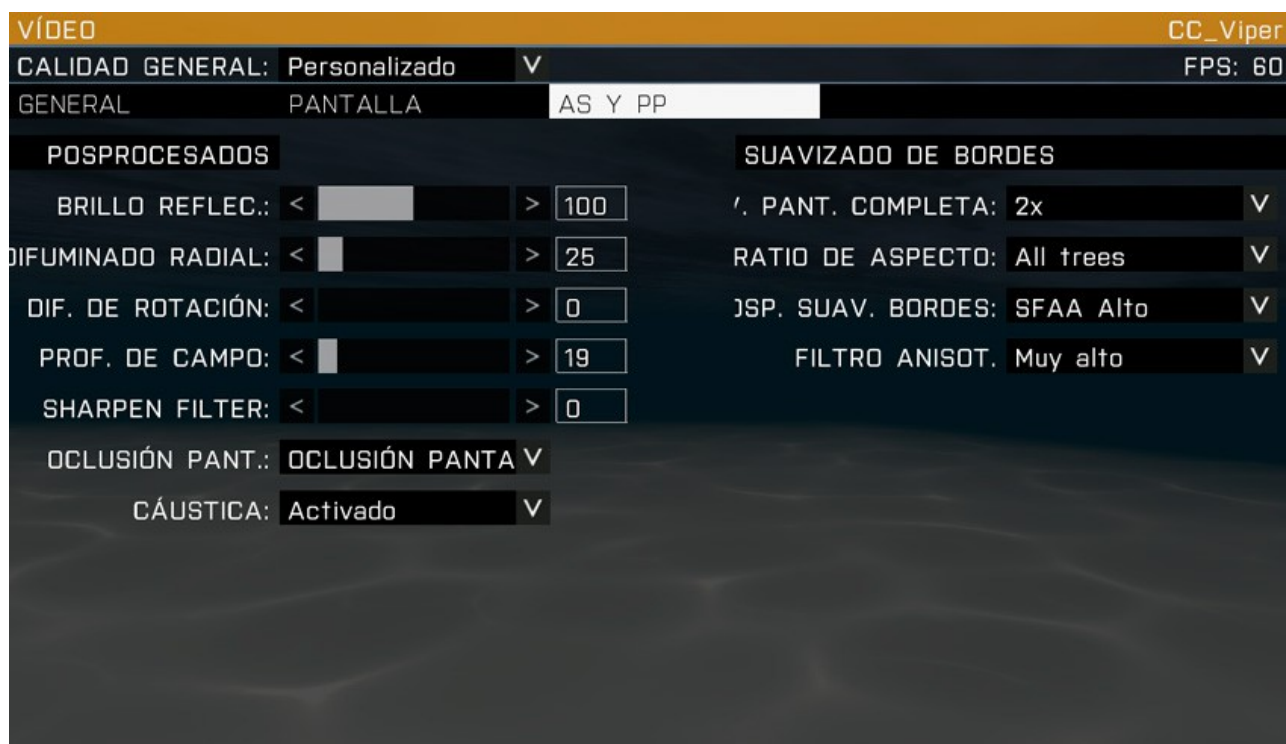 VÍDEO CC_Viper
CALIDAD GENERAL: Personalizado V FPS: 60
GENERAL PANTALLA AS Y PP
POSPROCESADOS
BRILLO REFLEC.: < > 100
DIFUMINADO RADIAL: < > 25
DIF. DE ROTACIÓN: < > 0
PROF. DE CAMPO: < > 19
SHARPEN FILTER: < > 0
OCLUSIÓN PANT.: OCLUSIÓN PANTA V
CÁUSTICA: Activado V
SUAVIZADO DE BORDES
. PANT. COMPLETA: 2x V
RATIO DE ASPECTO: All trees V
SP. SUAV. BORDES: SFAA Alto V
FILTRO ANISOT. Muy alto V